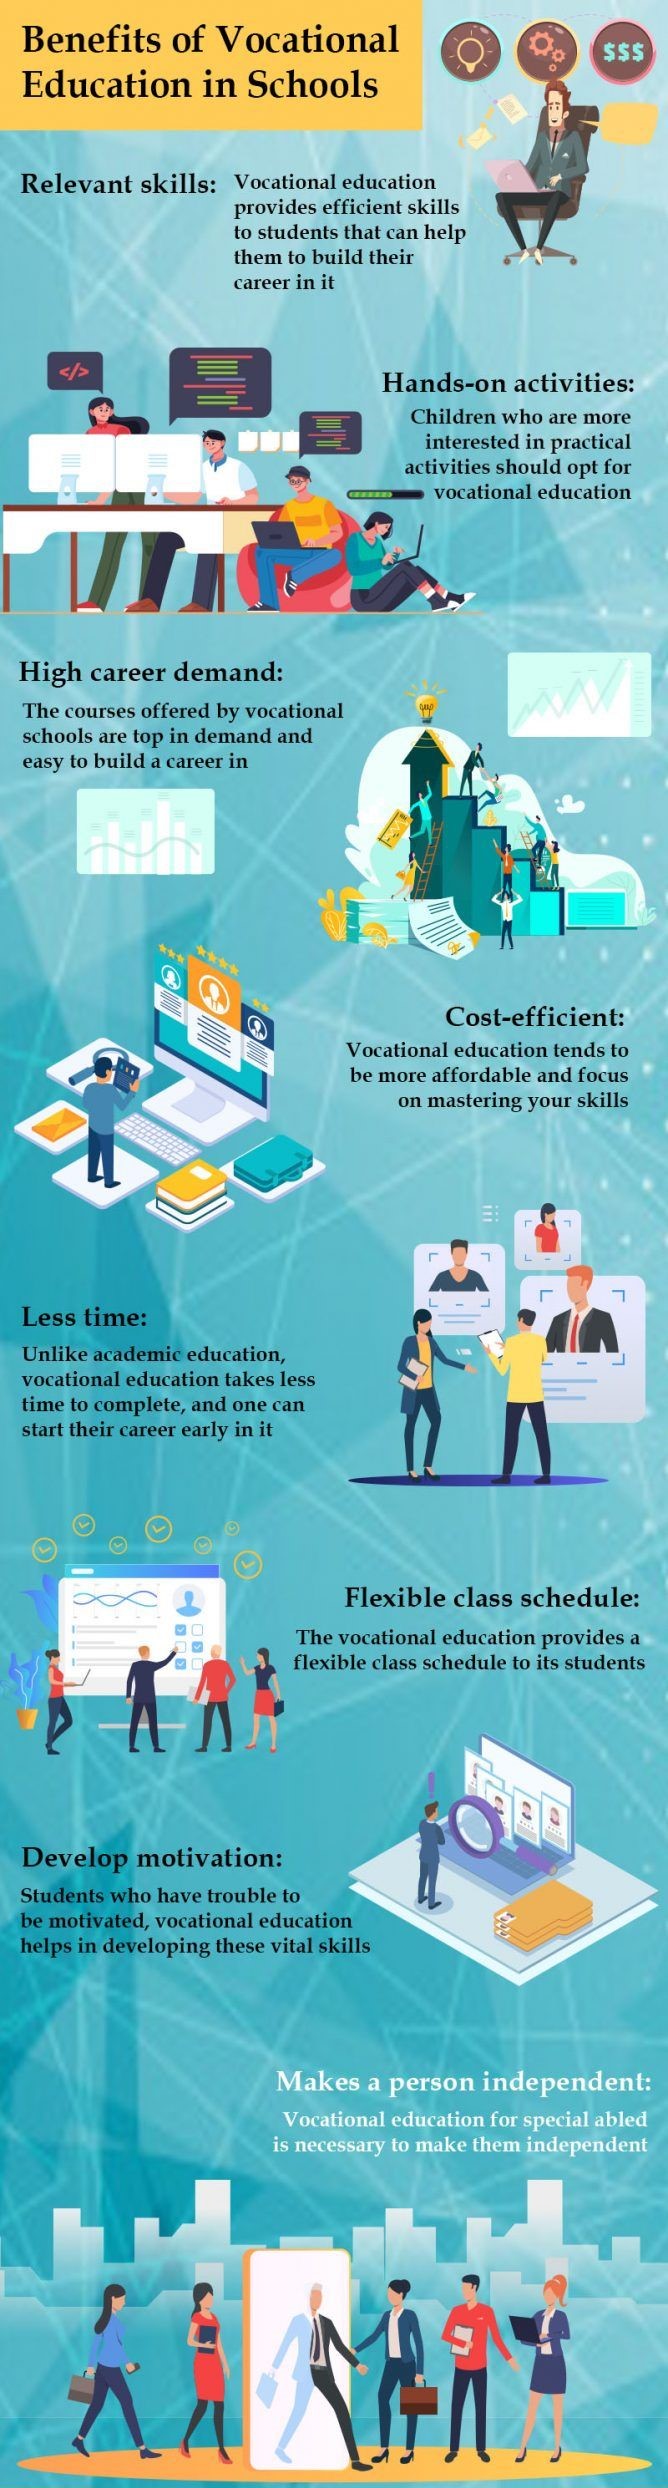 Benefits of Vocational
Education in Schools
$$$
Relevant skills:
Vocational education
provides efficient skills
to students that can help
them to build their
career in it
</>
Hands-on activities:
Children who are more
interested in practical
activities should opt for
vocational education
High career demand:
The courses offered by vocational
schools are top in demand and
easy to build a career in
Cost-efficient:
Vocational education tends to
be more affordable and focus
on mastering your skills
Less time:
Unlike academic education,
vocational education takes less
time to complete, and one can
start their career early in it
Flexible class schedule:
The vocational education provides a
flexible class schedule to its students
Develop motivation:
Students who have trouble to
be motivated, vocational education
helps in developing these vital skills
Makes a person independent:
Vocational education for special abled
is necessary to make them independent